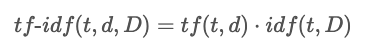 tf-idf(t, d, D) = tf(t, d) · idf(t, D)